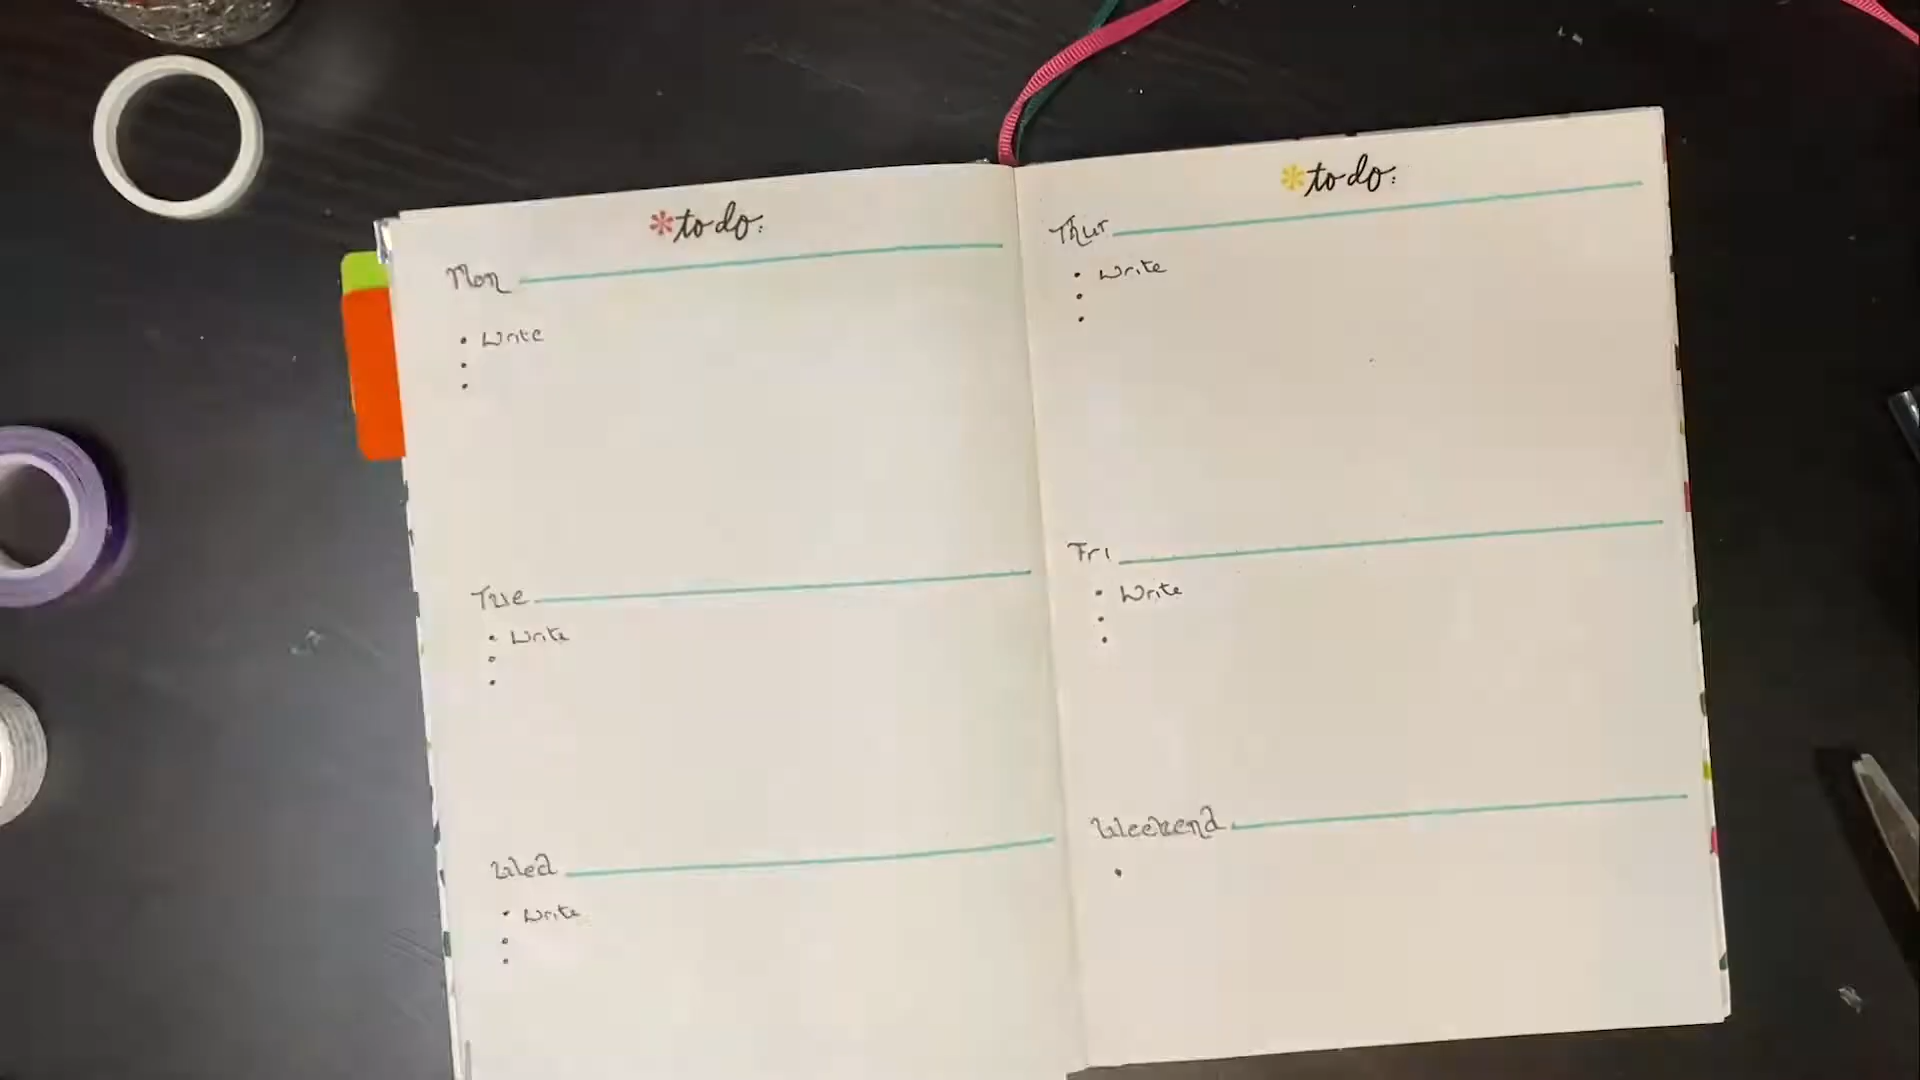 *to do:
Mon
• Write
•
•
Tue
• Write
•
•
Wed
• Write
•
•
*to do:
Thur
• Write
•
•
Fri
• Write
•
•
Weekend
•